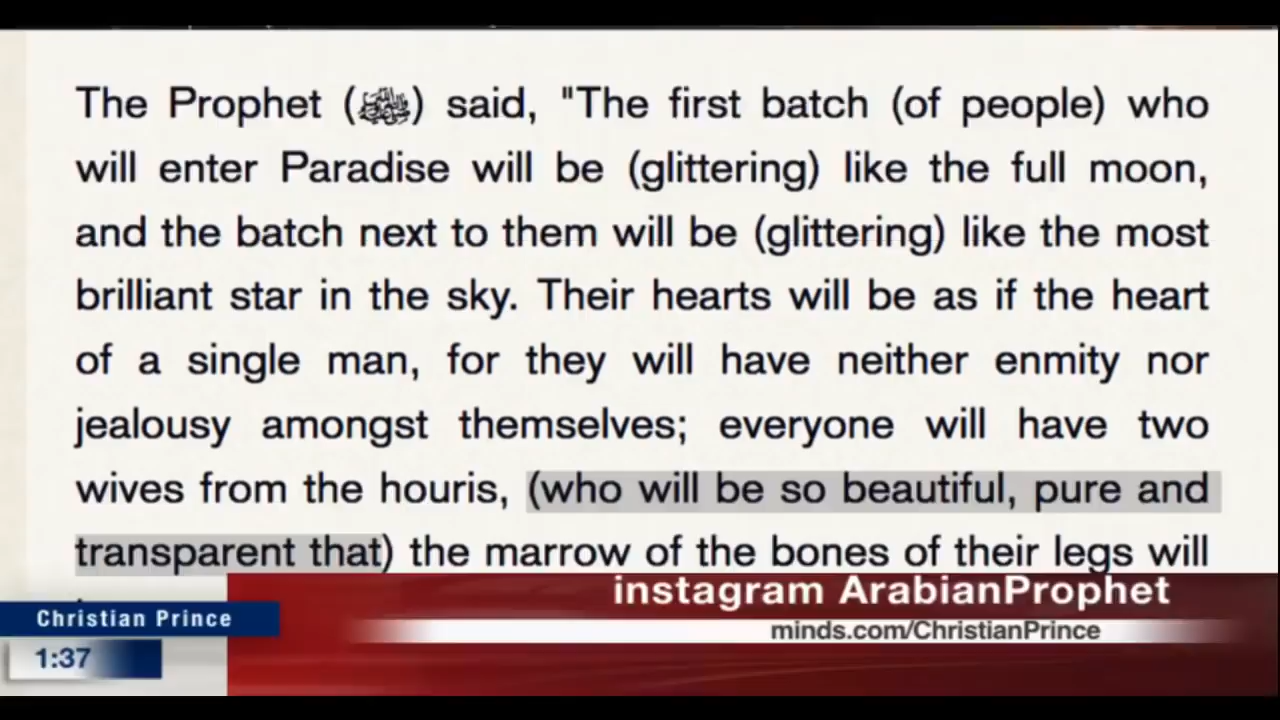 The Prophet (ﷺ) said, "The first batch (of people) who
will enter Paradise will be (glittering) like the full moon,
and the batch next to them will be (glittering) like the most
brilliant star in the sky. Their hearts will be as if the heart
of a single man, for they will have neither enmity nor
jealousy amongst themselves; everyone will have two
wives from the houris, (who will be so beautiful, pure and
transparent that) the marrow of the bones of their legs will
instagram ArabianProphet
Christian Prince
minds.com/ChristianPrince
1:37